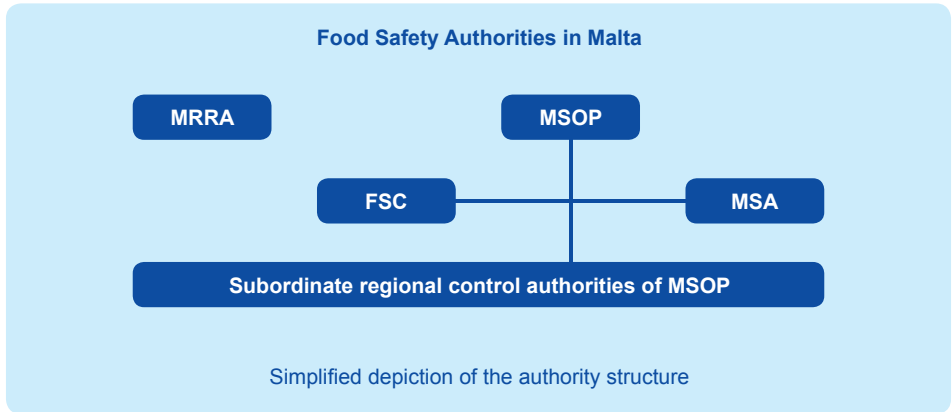 Food Safety Authorities in Malta
MRRA
MSOP
FSC
MSA
Subordinate regional control authorities of MSOP
Simplified depiction of the authority structure